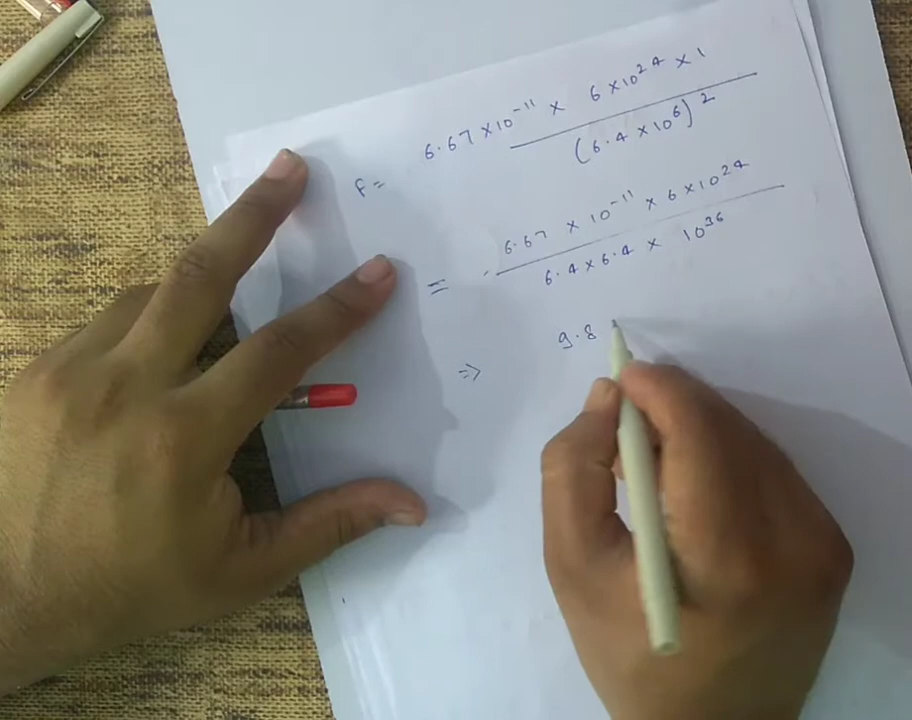 F = 6.67 × 10⁻¹¹ × 6 × 10²⁴ × 1 / (6.4 × 10⁶)²
= 6.67 × 10⁻¹¹ × 6 × 10²⁴ / 6.4 × 6.4 × 10³⁶
⇒ 9.8